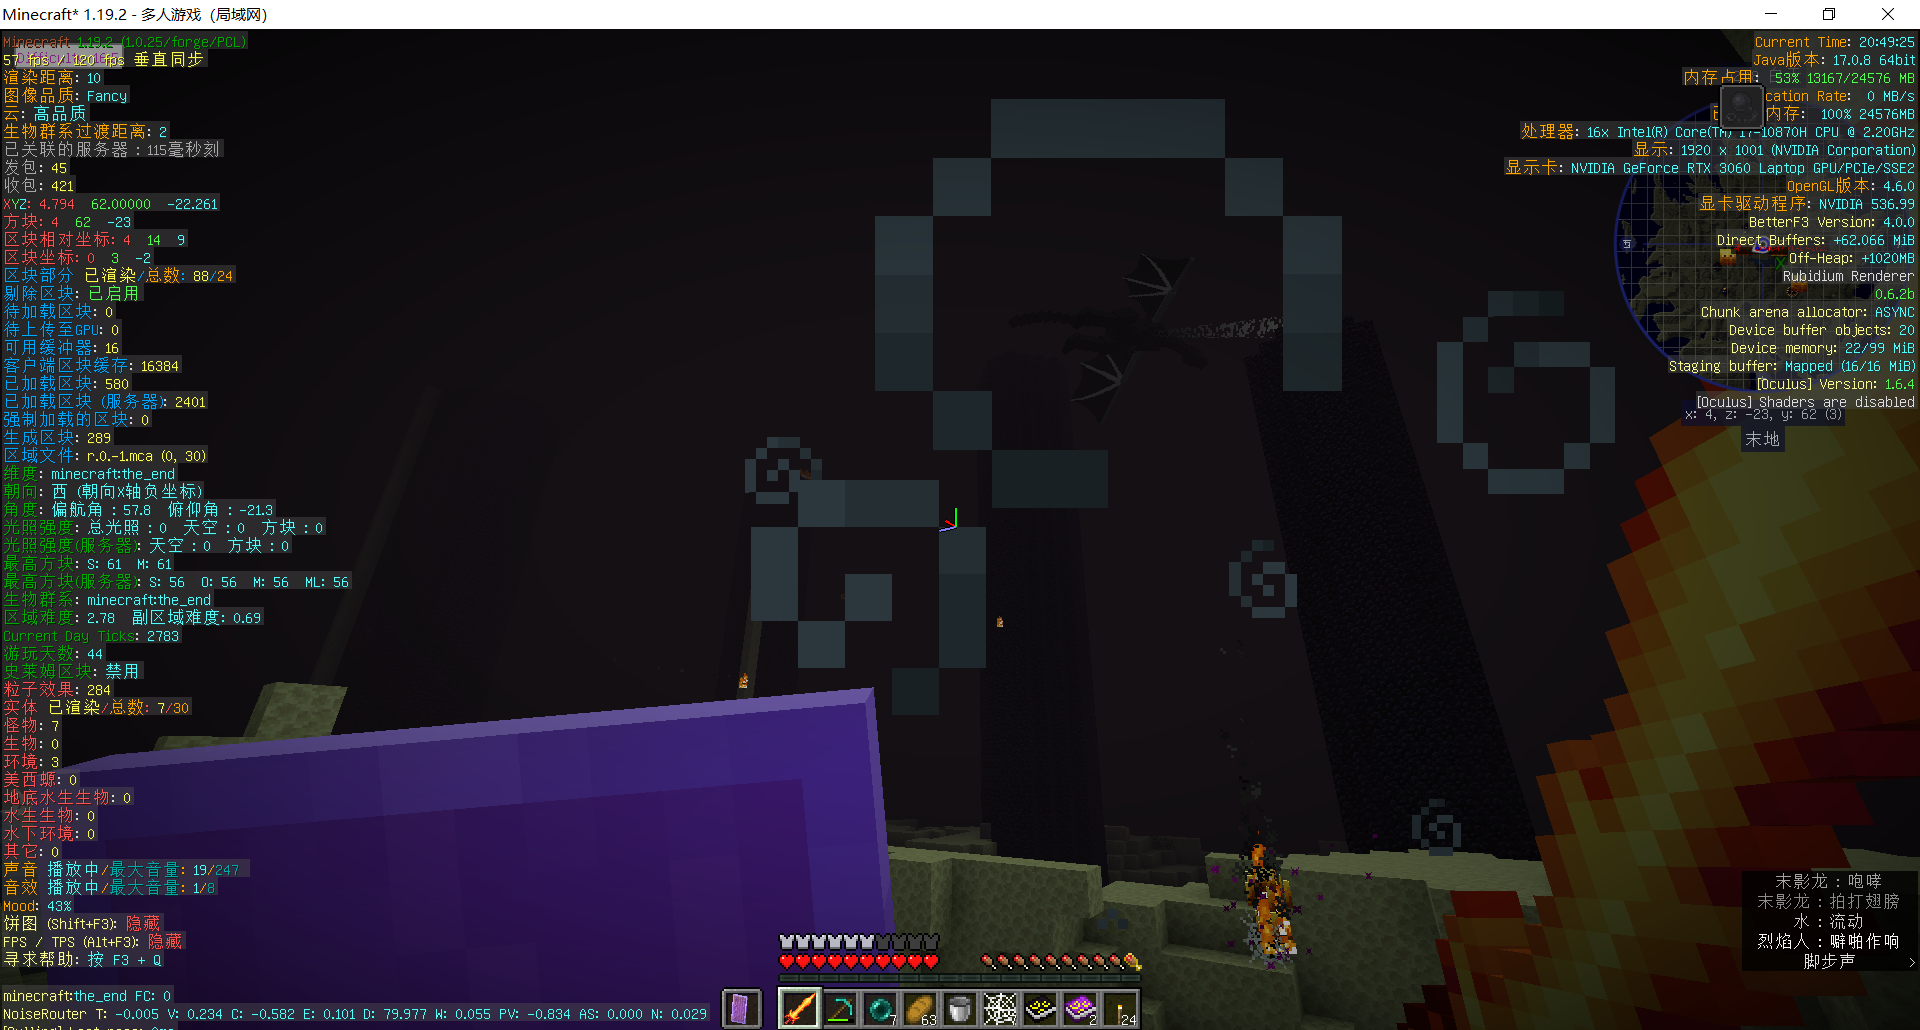 Minecraft* 1.19.2 - 多人游戏（局域网）
Minecraft 1.19.2 (1.0.25/forge/PCL)
57 fps / 120 fps 垂直同步
渲染距离: 10
图像品质: Fancy
云: 高品质
生物群系过渡距离: 2
已关联的服务器：115毫秒刻
发包: 45
收包: 421
XYZ: 4.794 62.00000 -22.261
方块: 4 62 -23
区块相对坐标: 4 14 9
区块坐标: 0 3 -2
区块部分 已渲染/总数: 88/24
剔除区块: 已启用
待加载区块: 0
待上传至GPU: 0
可用缓冲器: 16
客户端区块缓存: 16384
已加载区块: 580
已加载区块 (服务器): 2401
强制加载的区块: 0
生成区块: 289
区域文件: r.0.-1.mca (0, 30)
维度: minecraft:the_end
朝向: 西 (朝向X轴负坐标)
角度: 偏航角：57.8 俯仰角：-21.3
光照强度: 总光照：0 天空：0 方块：0
光照强度(服务器): 天空：0 方块：0
最高方块: S: 61 M: 61
最高方块(服务器): S: 56 O: 56 M: 56 ML: 56
生物群系: minecraft:the_end
区域难度: 2.78 副区域难度: 0.69
Current Day Ticks: 2783
游玩天数: 44
史莱姆区块: 禁用
粒子效果: 284
实体 已渲染/总数: 7/30
怪物: 7
生物: 0
环境: 3
美西螈: 0
地底水生生物: 0
水生生物: 0
水下环境: 0
其它: 0
声音 播放中/最大音量: 19/247
音效 播放中/最大音量: 1/8
Mood: 43%
饼图 (Shift+F3): 隐藏
FPS / TPS (Alt+F3): 隐藏
寻求帮助: 按 F3 + Q
minecraft:the_end FC: 0
NoiseRouter T: -0.005 V: 0.234 C: -0.582 E: 0.101 D: 79.977 W: 0.055 PV: -0.834 AS: 0.000 N: 0.029
Current Time: 20:49:25
Java版本: 17.0.8 64bit
内存占用: 53% 13167/24576 MB
cation Rate: 0 MB/s
内存: 100% 24576MB
处理器: 16x Intel(R) Core(TM) i7-10870H CPU @ 2.20GHz
显示: 1920 x 1001 (NVIDIA Corporation)
显示卡: NVIDIA GeForce RTX 3060 Laptop GPU/PCIe/SSE2
OpenGL版本: 4.6.0
显卡驱动程序: NVIDIA 536.99
BetterF3 Version: 4.0.0
Direct Buffers: +62.066 MiB
Off-Heap: +1020MB
Rubidium Renderer
0.6.2b
Chunk arena allocator: ASYNC
Device buffer objects: 20
Device memory: 22/99 MiB
Staging buffer: Mapped (16/16 MiB)
[Oculus] Version: 1.6.4
[Oculus] Shaders are disabled
x: 4, z: -23, y: 62 (3)
末地
末影龙：咆哮
末影龙：拍打翅膀
水：流动
烈焰人：噼啪作响
脚步声 >
7
63
2
24